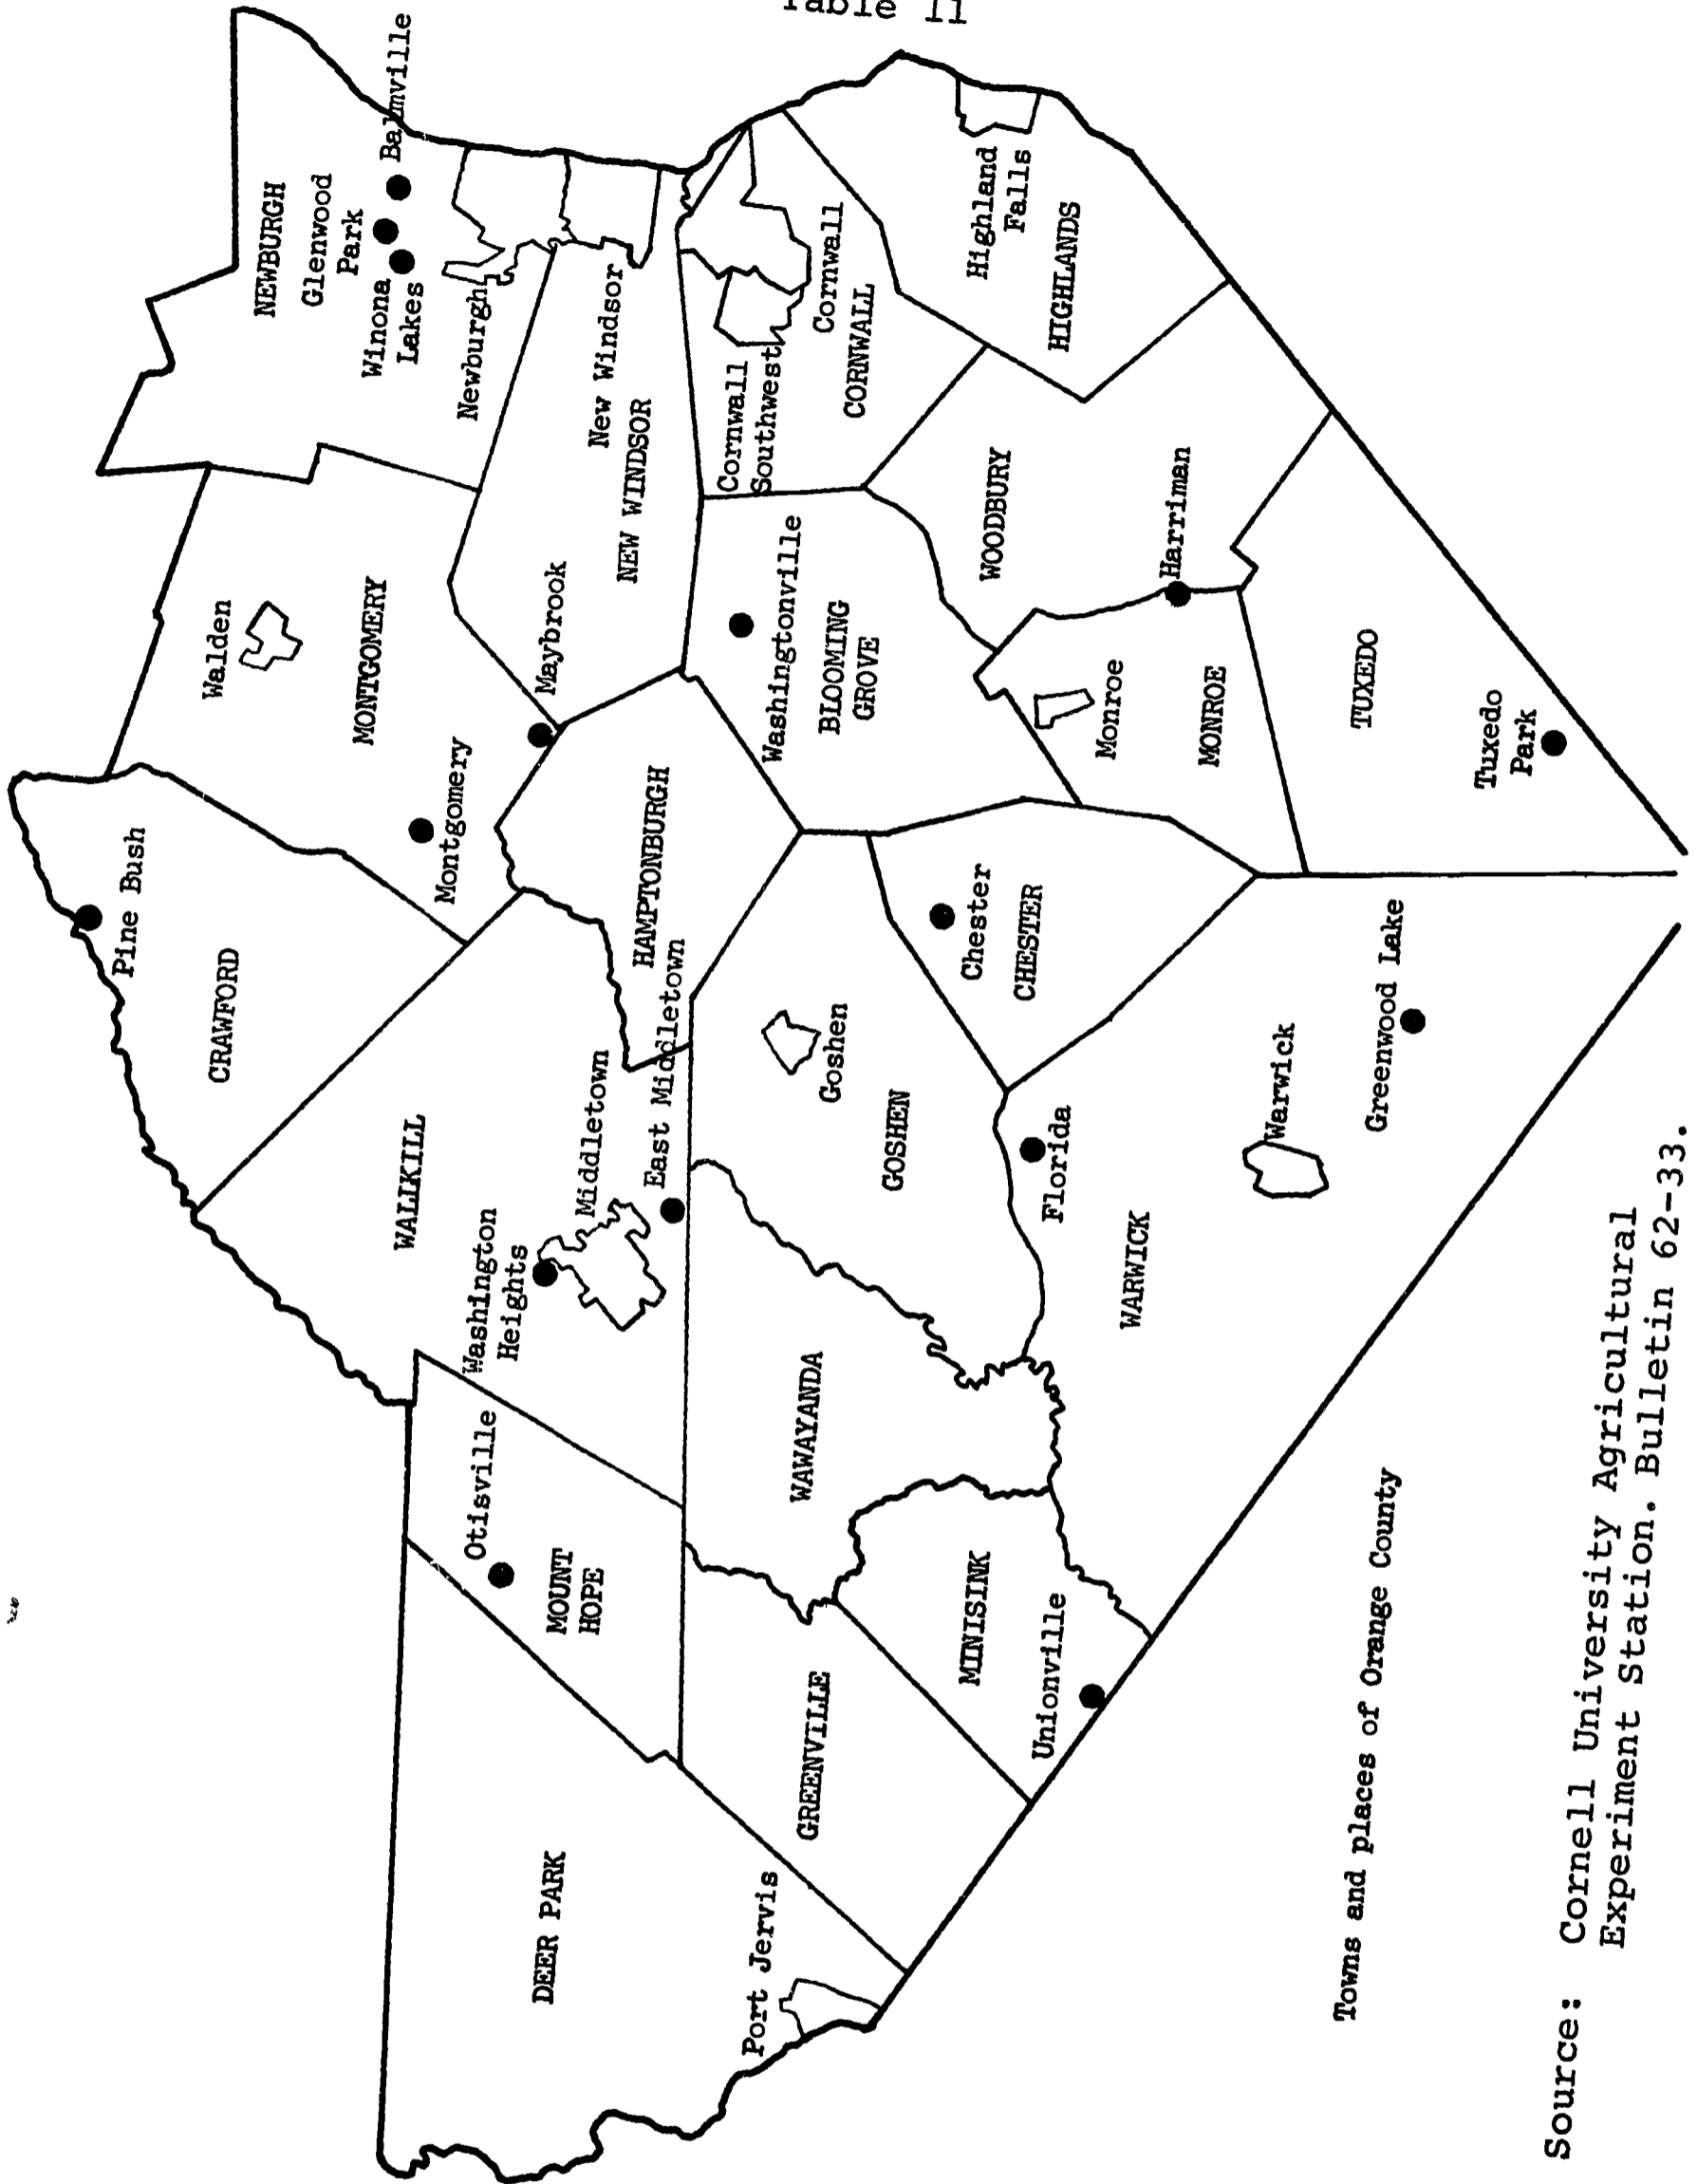 Table 11
NEWBURGH
Glenwood
Park
Balmville
Winona
Lakes
Newburgh
New Windsor
NEW WINDSOR
Cornwall
Southwest
Cornwall
CORNWALL
Highland
Falls
HIGHLANDS
Walden
MONTGOMERY
Maybrook
Montgomery
Washingtonville
BLOOMING
GROVE
WOODBURY
Harriman
Monroe
MONROE
TUXEDO
Tuxedo
Park
Pine Bush
CRAWFORD
HAMPTONBURGH
Chester
CHESTER
Goshen
GOSHEN
Greenwood Lake
Warwick
WARWICK
Florida
WALLKILL
Middletown
East Middletown
Washington
Heights
Otisville
MOUNT
HOPE
WAWAYANDA
MINISINK
Unionville
GREENVILLE
DEER PARK
Port Jervis
Towns and places of Orange County
Source: Cornell University Agricultural
Experiment Station. Bulletin 62-33.